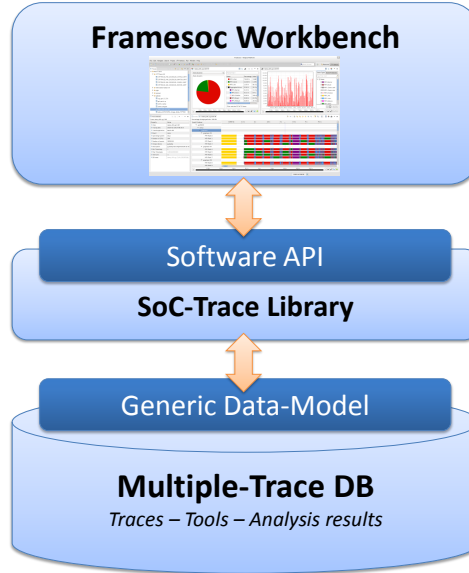 Framesoc Workbench
Software API
SoC-Trace Library
Generic Data-Model
Multiple-Trace DB
Traces – Tools – Analysis results